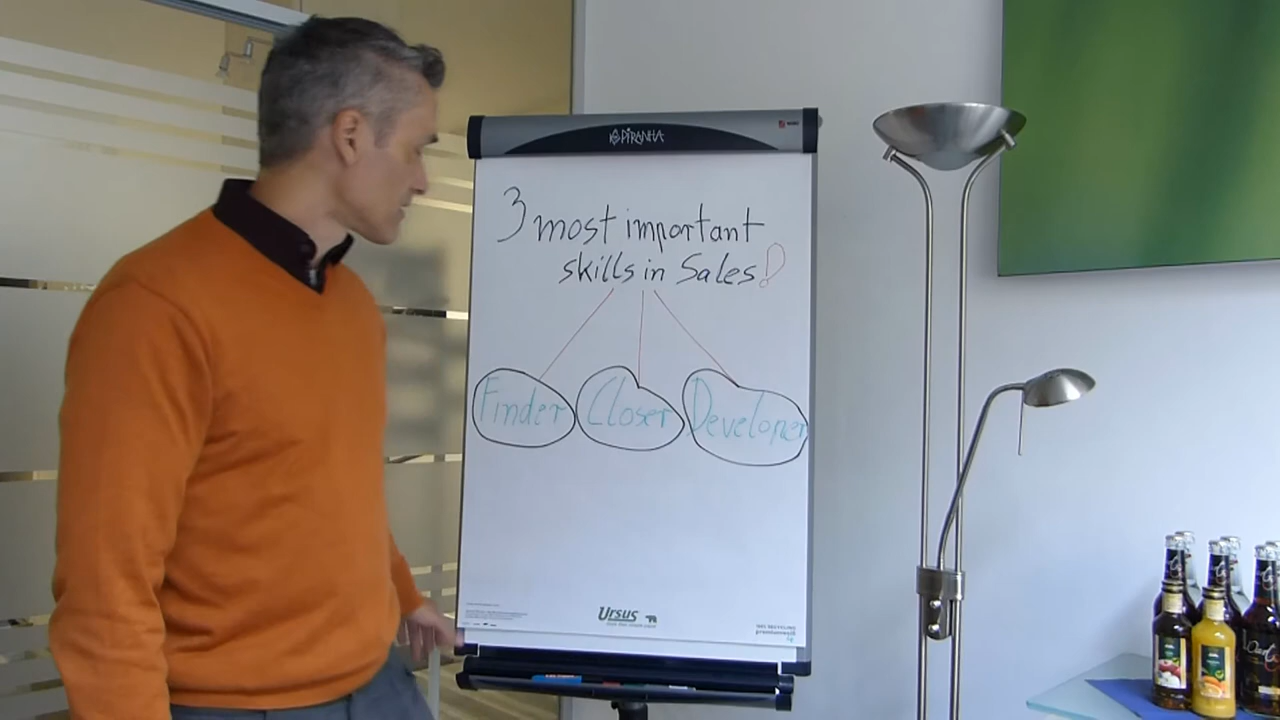 PiRANHA
3 most important
skills in Sales!
Finder Closer Developer
Ursus